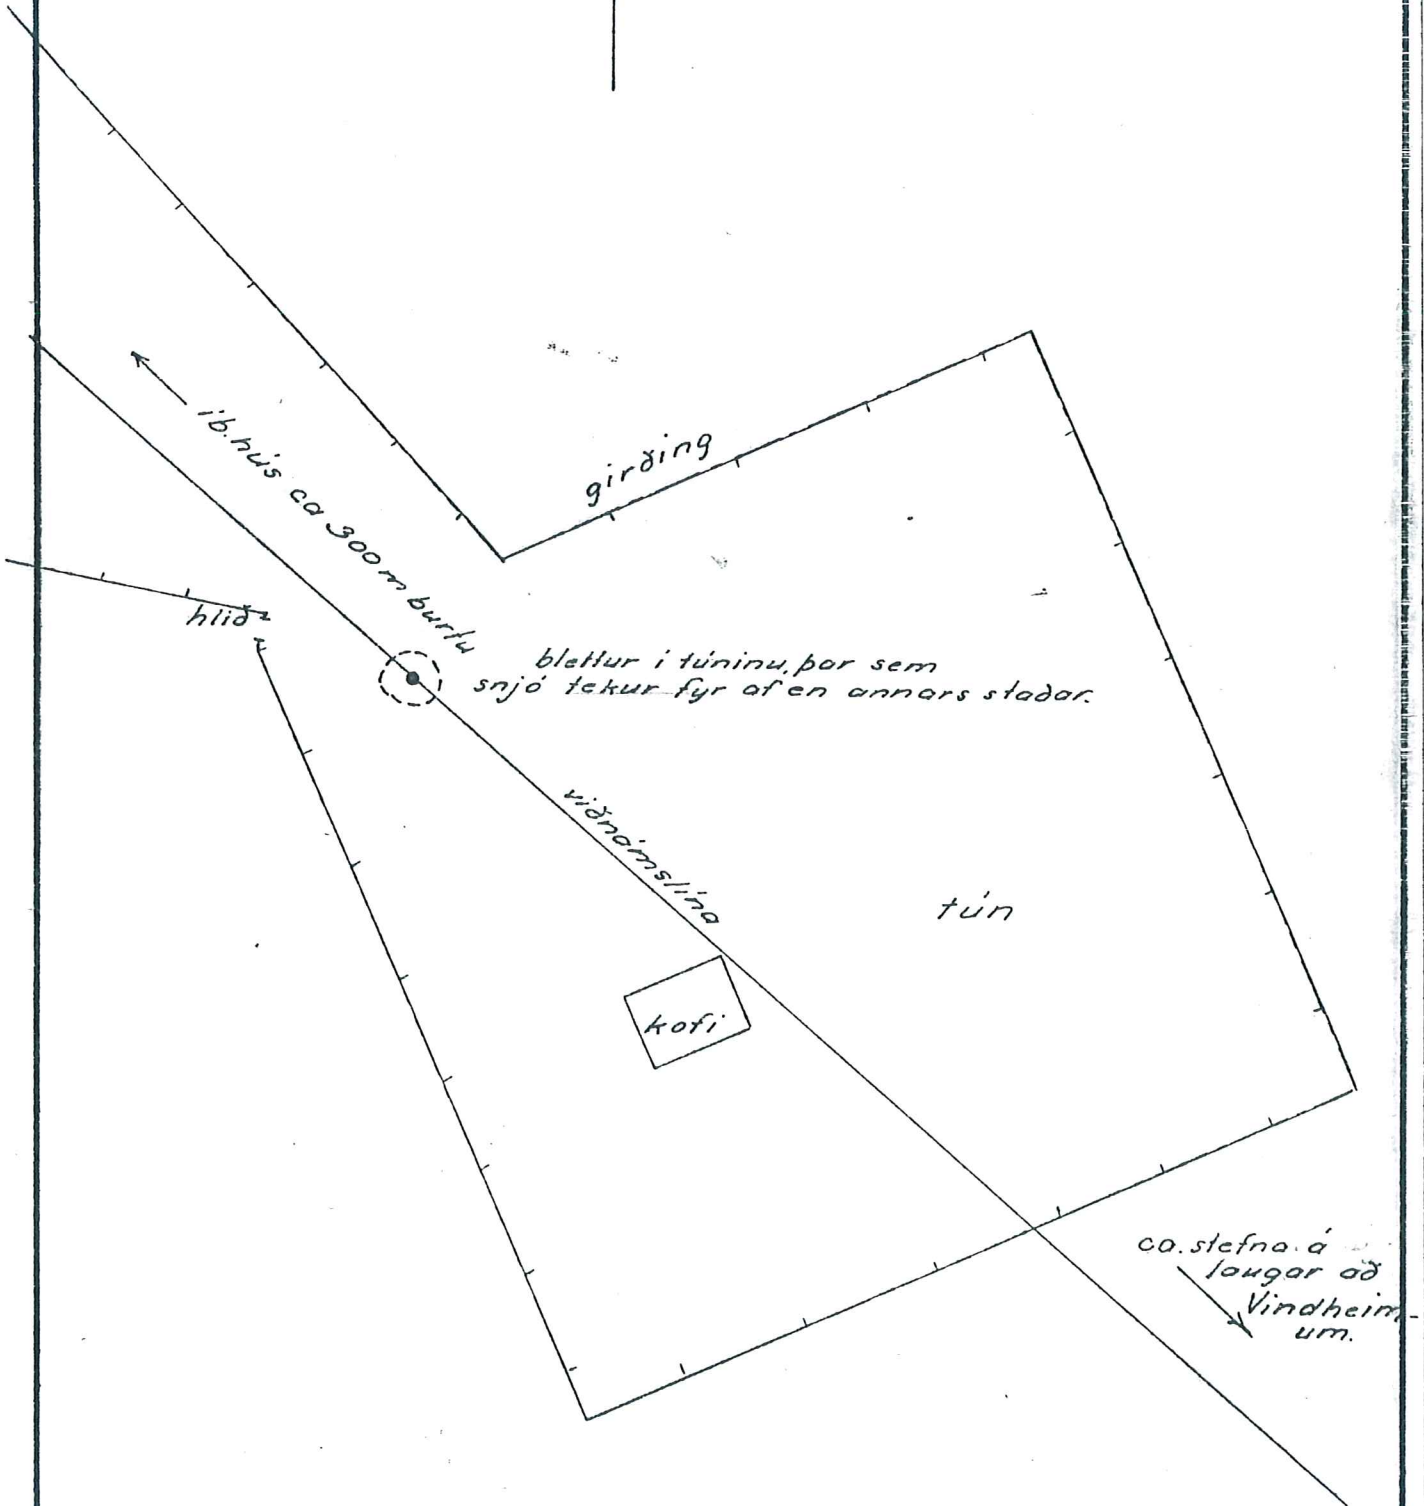 girðing
íb.hús ca 300 m burtu
hlið
blettur í túninu, þar sem
snjó tekur fyr af en annars staðar.
viðnámslína
tún
kofi
ca. stefna á
laugar að
Vindheim-
um.